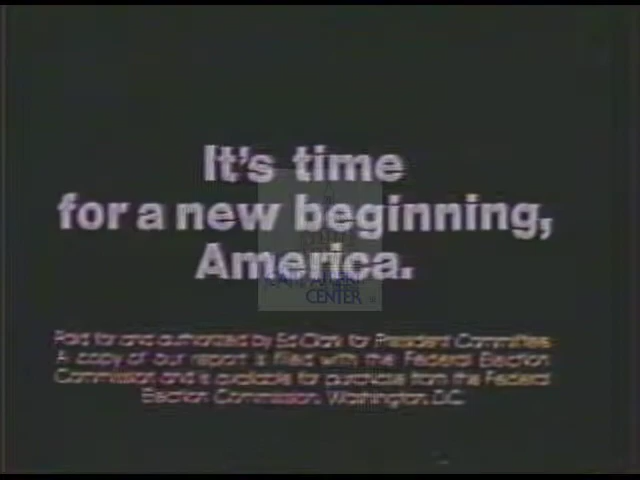 It's time
for a new beginning,
America.
CENTER
Paid for and authorized by Ed Clark for President Committee
A copy of our report is filed with the Federal Election
Commission and is available for purchase from the Federal
Election Commission, Washington, D.C.